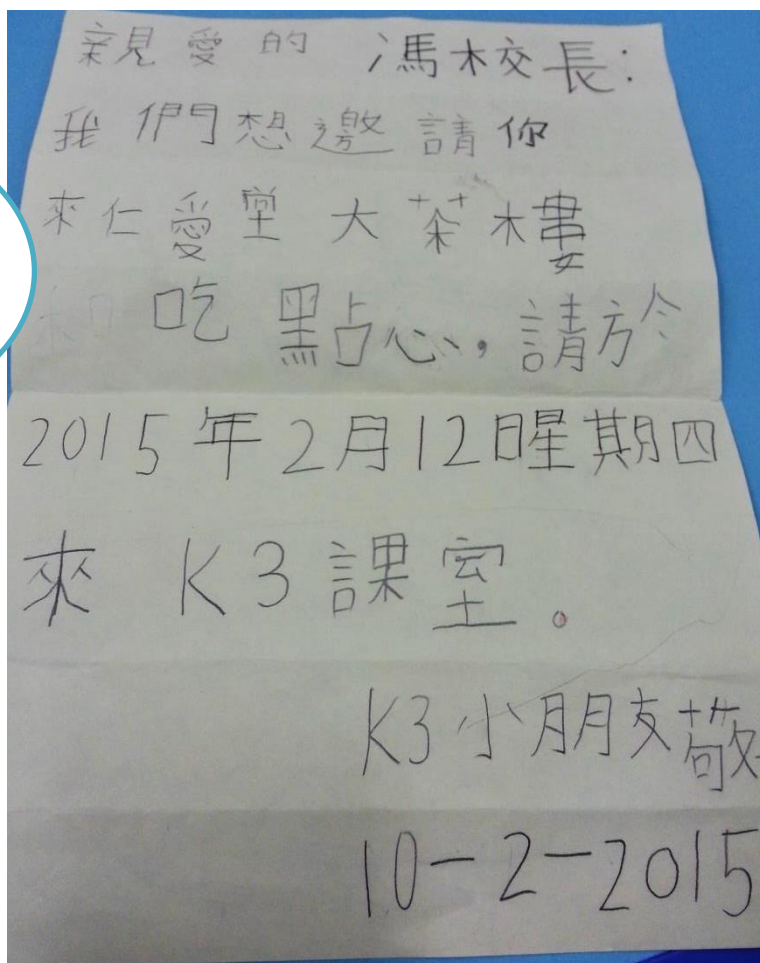 親愛的 馮校長：
我們想邀請你
來仁愛堂大茶樓
吃點心，請於
2015年2月12日星期四
來 K3課室。
K3小朋友敬
10-2-2015